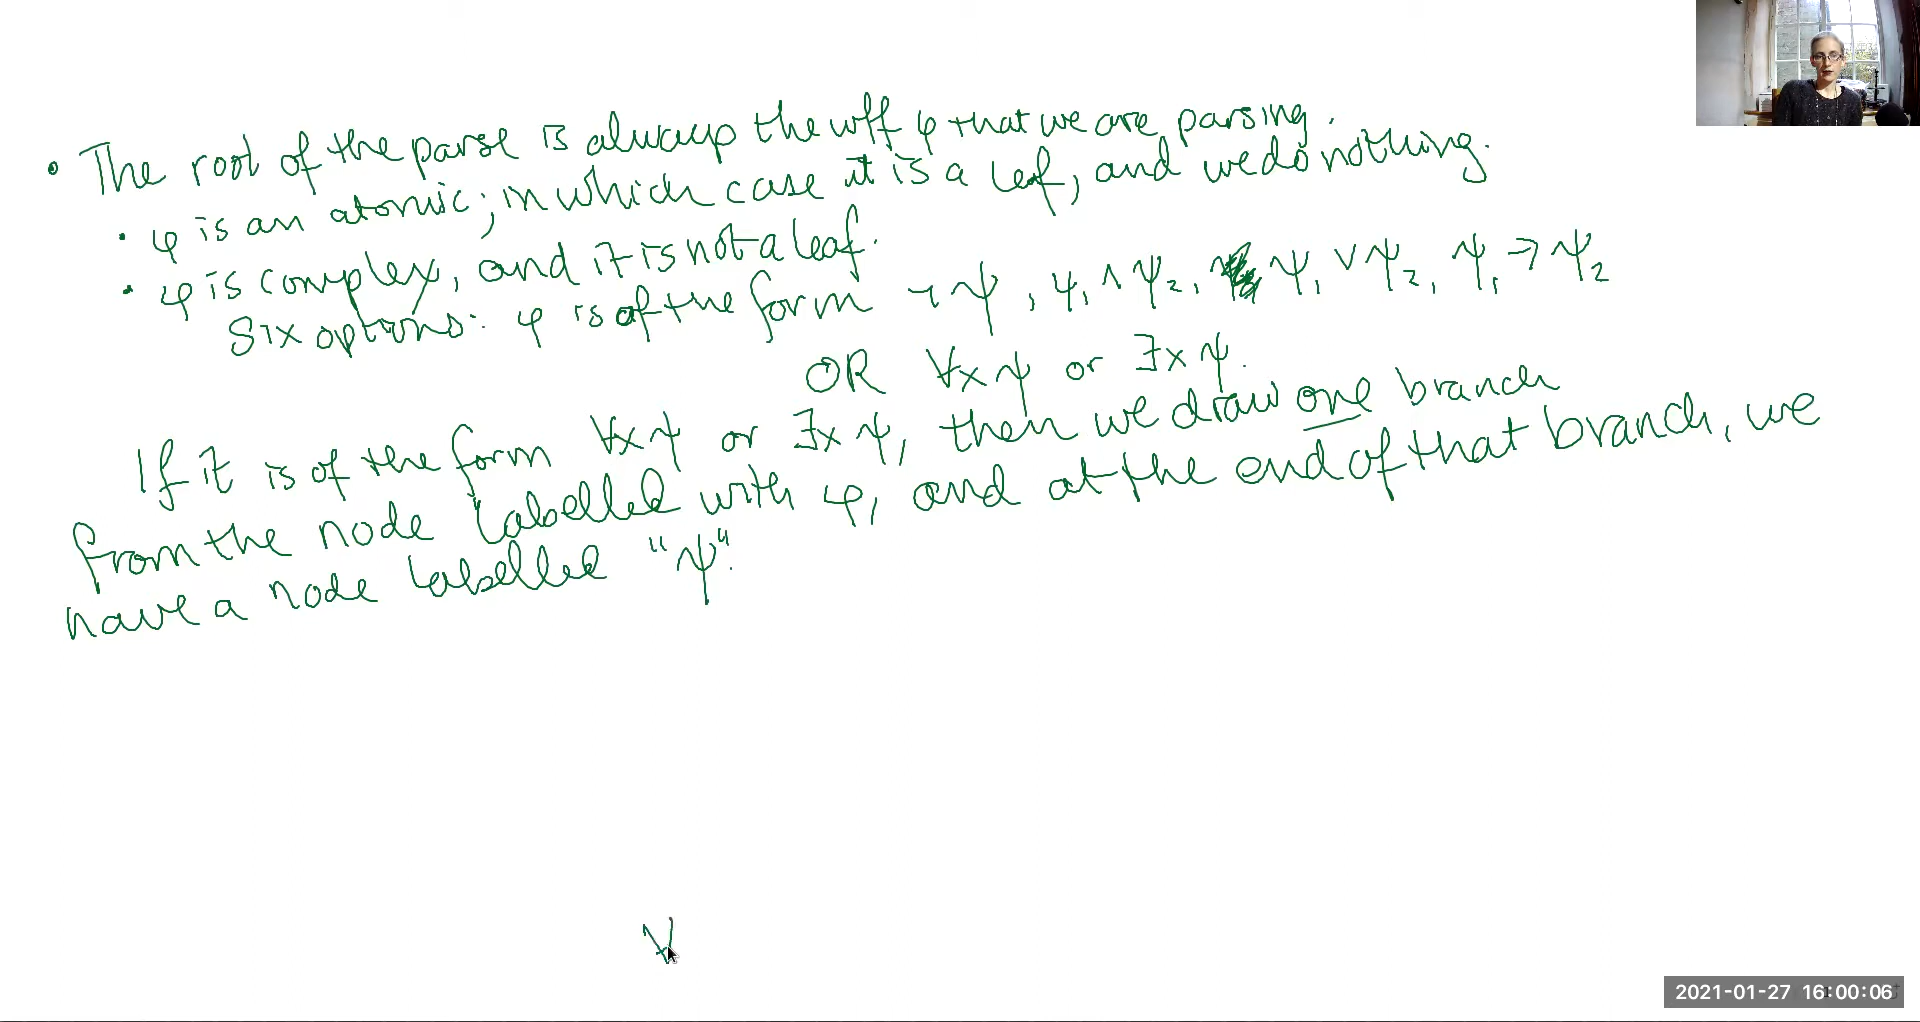 • The root of the parse is always the wff φ that we are parsing.
• φ is an atomic; in which case it is a leaf, and we do nothing.
• φ is complex, and it is not a leaf.
Six options: φ is of the form ¬ψ, ψ₁ ∧ ψ₂, ψ₁ ∨ ψ₂, ψ₁ → ψ₂
OR ∀xψ or ∃xψ.
If it is of the form ∀xψ or ∃xψ, then we draw one branch
from the node labelled with φ, and at the end of that branch, we
have a node labelled "ψ".
∀
2021-01-27 16:00:06